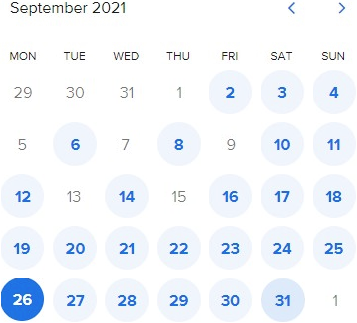 September 2021
MON TUE WED THU FRI SAT SUN
29 30 31 1 2 3 4
5 6 7 8 9 10 11
12 13 14 15 16 17 18
19 20 21 22 23 24 25
26 27 28 29 30 31 1